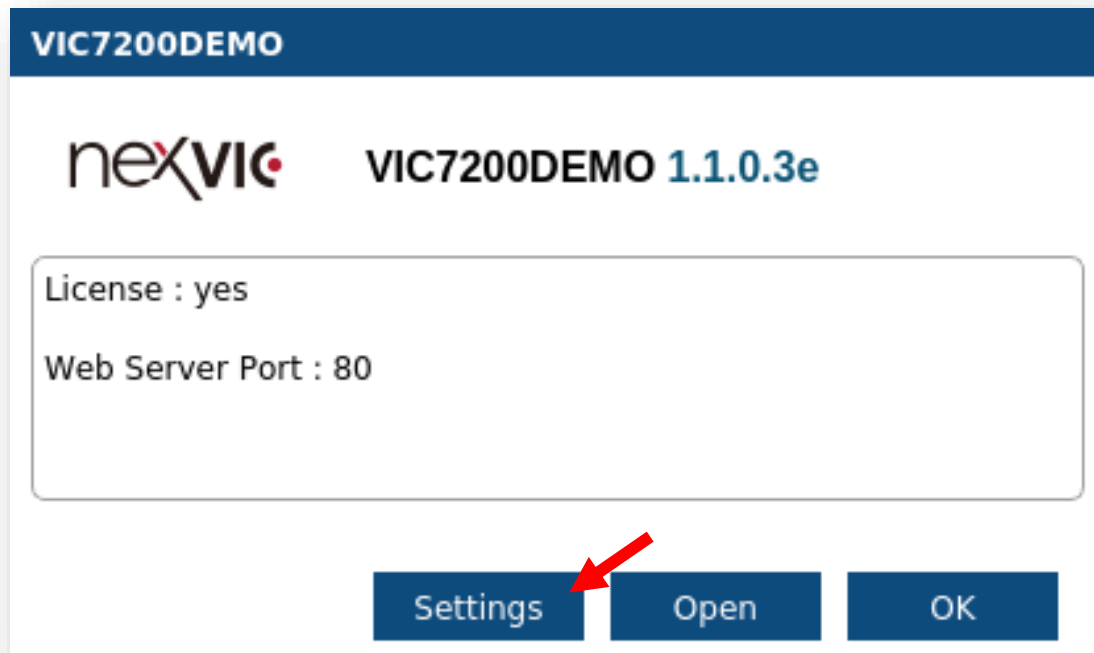 VIC7200DEMO
nexvic VIC7200DEMO 1.1.0.3e
License : yes
Web Server Port : 80
Settings Open OK